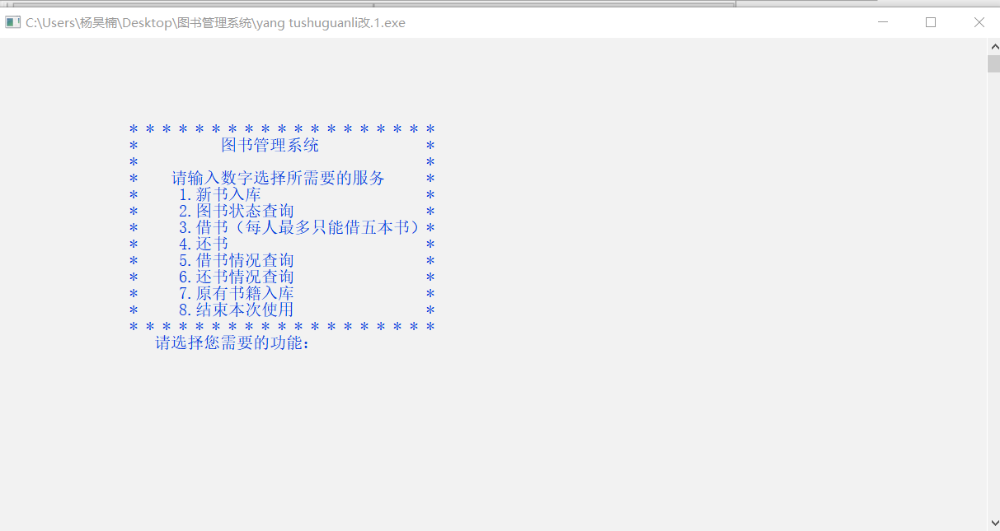 C:\Users\杨昊楠\Desktop\图书管理系统\yang tushuguanli改.1.exe
* * * * * * * * * * * * * * * * * * *
* 图书管理系统 *
* *
* 请输入数字选择所需要的服务 *
* 1.新书入库 *
* 2.图书状态查询 *
* 3.借书（每人最多只能借五本书）*
* 4.还书 *
* 5.借书情况查询 *
* 6.还书情况查询 *
* 7.原有书籍入库 *
* 8.结束本次使用 *
* * * * * * * * * * * * * * * * * * *
请选择您需要的功能：